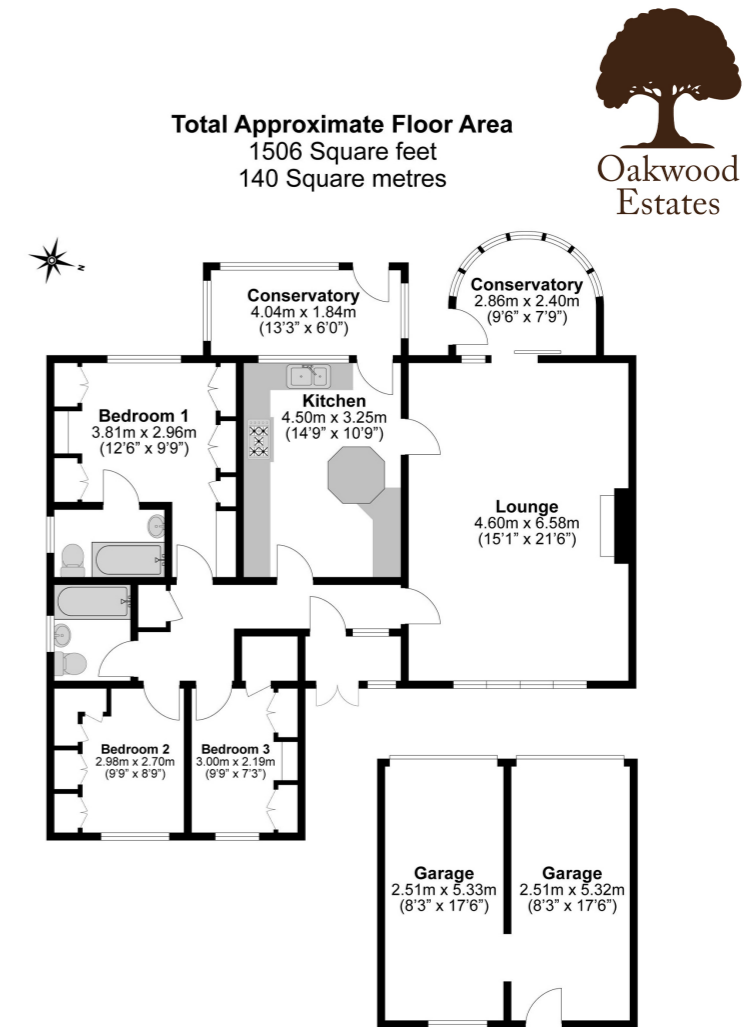 Total Approximate Floor Area
1506 Square feet
140 Square metres
Oakwood
Estates
N
Conservatory
4.04m x 1.84m
(13'3" x 6'0")
Conservatory
2.86m x 2.40m
(9'6" x 7'9")
Bedroom 1
3.81m x 2.96m
(12'6" x 9'9")
Kitchen
4.50m x 3.25m
(14'9" x 10'9")
Lounge
4.60m x 6.58m
(15'1" x 21'6")
Bedroom 2
2.98m x 2.70m
(9'9" x 8'9")
Bedroom 3
3.00m x 2.19m
(9'9" x 7'3")
Garage
2.51m x 5.33m
(8'3" x 17'6")
Garage
2.51m x 5.32m
(8'3" x 17'6")